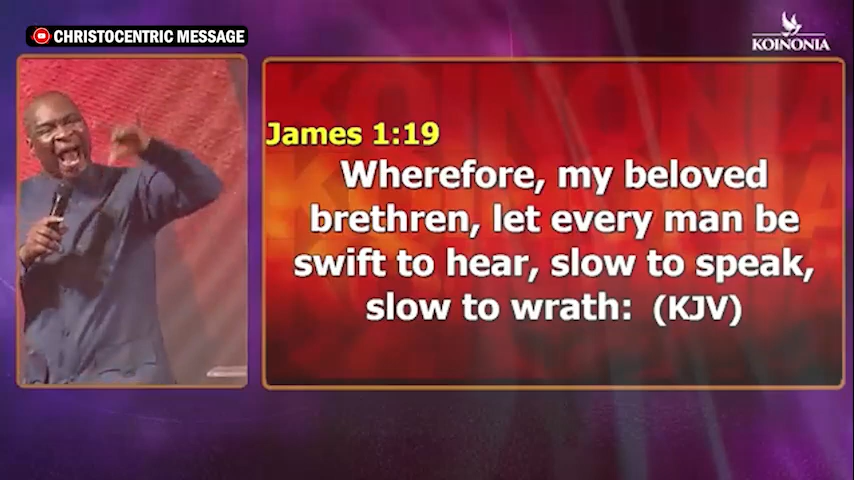 CHRISTOCENTRIC MESSAGE
KOINONIA
KOINONIA
James 1:19
Wherefore, my beloved
brethren, let every man be
swift to hear, slow to speak,
slow to wrath: (KJV)